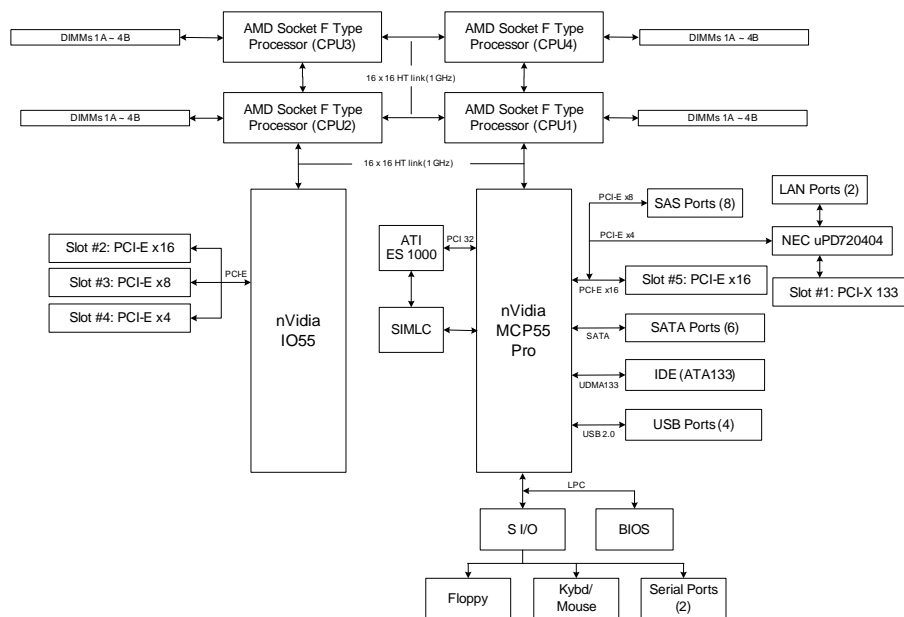 DIMMs 1A ~ 4B
AMD Socket F Type
Processor (CPU3)
AMD Socket F Type
Processor (CPU4)
DIMMs 1A ~ 4B
16 x 16 HT link (1 GHz)
DIMMs 1A ~ 4B
AMD Socket F Type
Processor (CPU2)
AMD Socket F Type
Processor (CPU1)
DIMMs 1A ~ 4B
16 x 16 HT link (1 GHz)
Slot #2: PCI-E x16
Slot #3: PCI-E x8
Slot #4: PCI-E x4
PCI-E
nVidia
IO55
ATI
ES 1000
PCI 32
SIMLC
nVidia
MCP55
Pro
PCI-E x8
SAS Ports (8)
PCI-E x4
LAN Ports (2)
NEC uPD720404
Slot #1: PCI-X 133
PCI-E x16
Slot #5: PCI-E x16
SATA
SATA Ports (6)
UDMA133
IDE (ATA133)
USB 2.0
USB Ports (4)
LPC
S I/O
BIOS
Floppy
Kybd/
Mouse
Serial Ports
(2)